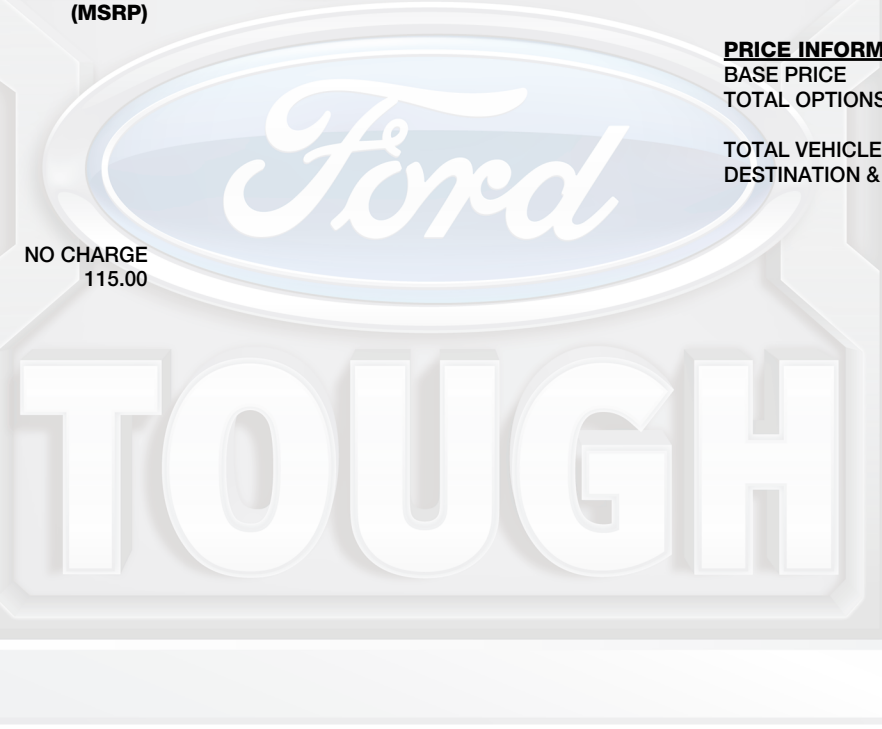 (MSRP)
PRICE INFORM
BASE PRICE
TOTAL OPTIONS
TOTAL VEHICLE
DESTINATION &
NO CHARGE
115.00
Ford
TOUGH